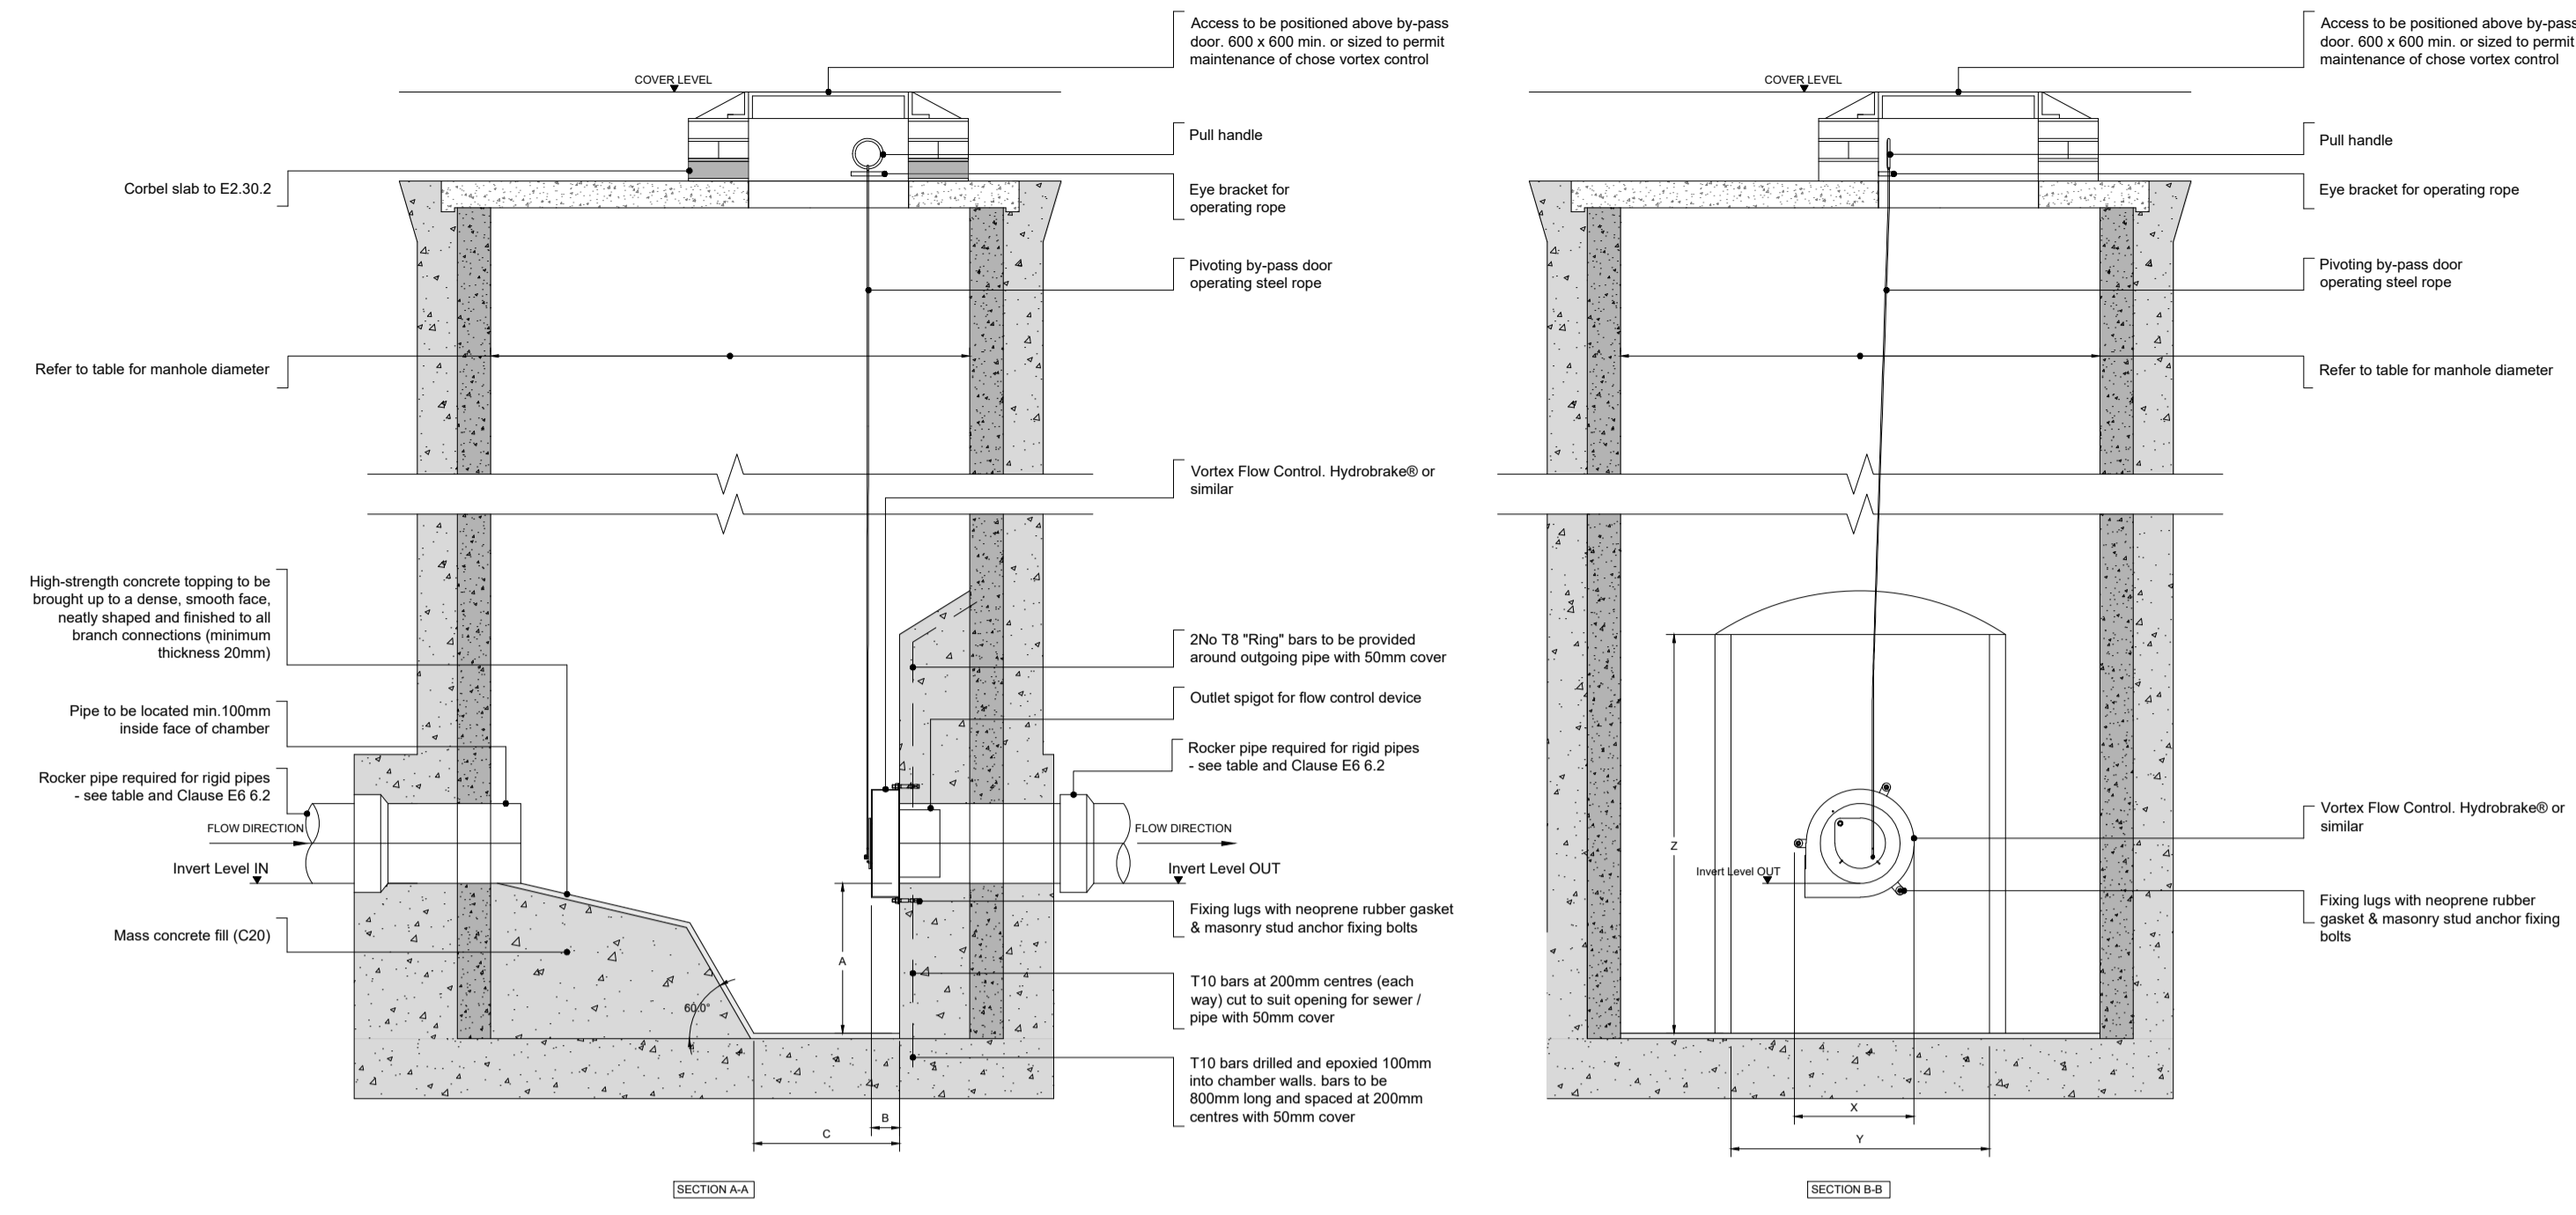 Access to be positioned above by-pass
door. 600 x 600 min. or sized to permit
maintenance of chose vortex control
COVER LEVEL
Pull handle
Corbel slab to E2.30.2
Eye bracket for
operating rope
Pivoting by-pass door
operating steel rope
Refer to table for manhole diameter
Vortex Flow Control. Hydrobrake® or
similar
High-strength concrete topping to be
brought up to a dense, smooth face,
neatly shaped and finished to all
branch connections (minimum
thickness 20mm)
2No T8 "Ring" bars to be provided
around outgoing pipe with 50mm cover
Outlet spigot for flow control device
Pipe to be located min.100mm
inside face of chamber
Rocker pipe required for rigid pipes
- see table and Clause E6 6.2
Rocker pipe required for rigid pipes
- see table and Clause E6 6.2
FLOW DIRECTION
FLOW DIRECTION
Invert Level IN
Invert Level OUT
Fixing lugs with neoprene rubber gasket
& masonry stud anchor fixing bolts
Mass concrete fill (C20)
A
60.0°
T10 bars at 200mm centres (each
way) cut to suit opening for sewer /
pipe with 50mm cover
T10 bars drilled and epoxied 100mm
into chamber walls. bars to be
800mm long and spaced at 200mm
centres with 50mm cover
B
C
SECTION A-A
Access to be positioned above by-pass
door. 600 x 600 min. or sized to permit
maintenance of chose vortex control
COVER LEVEL
Pull handle
Eye bracket for operating rope
Pivoting by-pass door
operating steel rope
Refer to table for manhole diameter
Vortex Flow Control. Hydrobrake® or
similar
Z
Invert Level OUT
Fixing lugs with neoprene rubber
gasket & masonry stud anchor fixing
bolts
X
Y
SECTION B-B